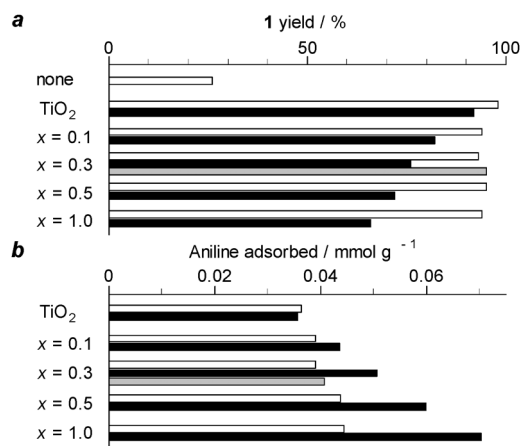 a
1 yield / %
0 50 100
none
TiO2
x = 0.1
x = 0.3
x = 0.5
x = 1.0
b
Aniline adsorbed / mmol g -1
0 0.02 0.04 0.06
TiO2
x = 0.1
x = 0.3
x = 0.5
x = 1.0